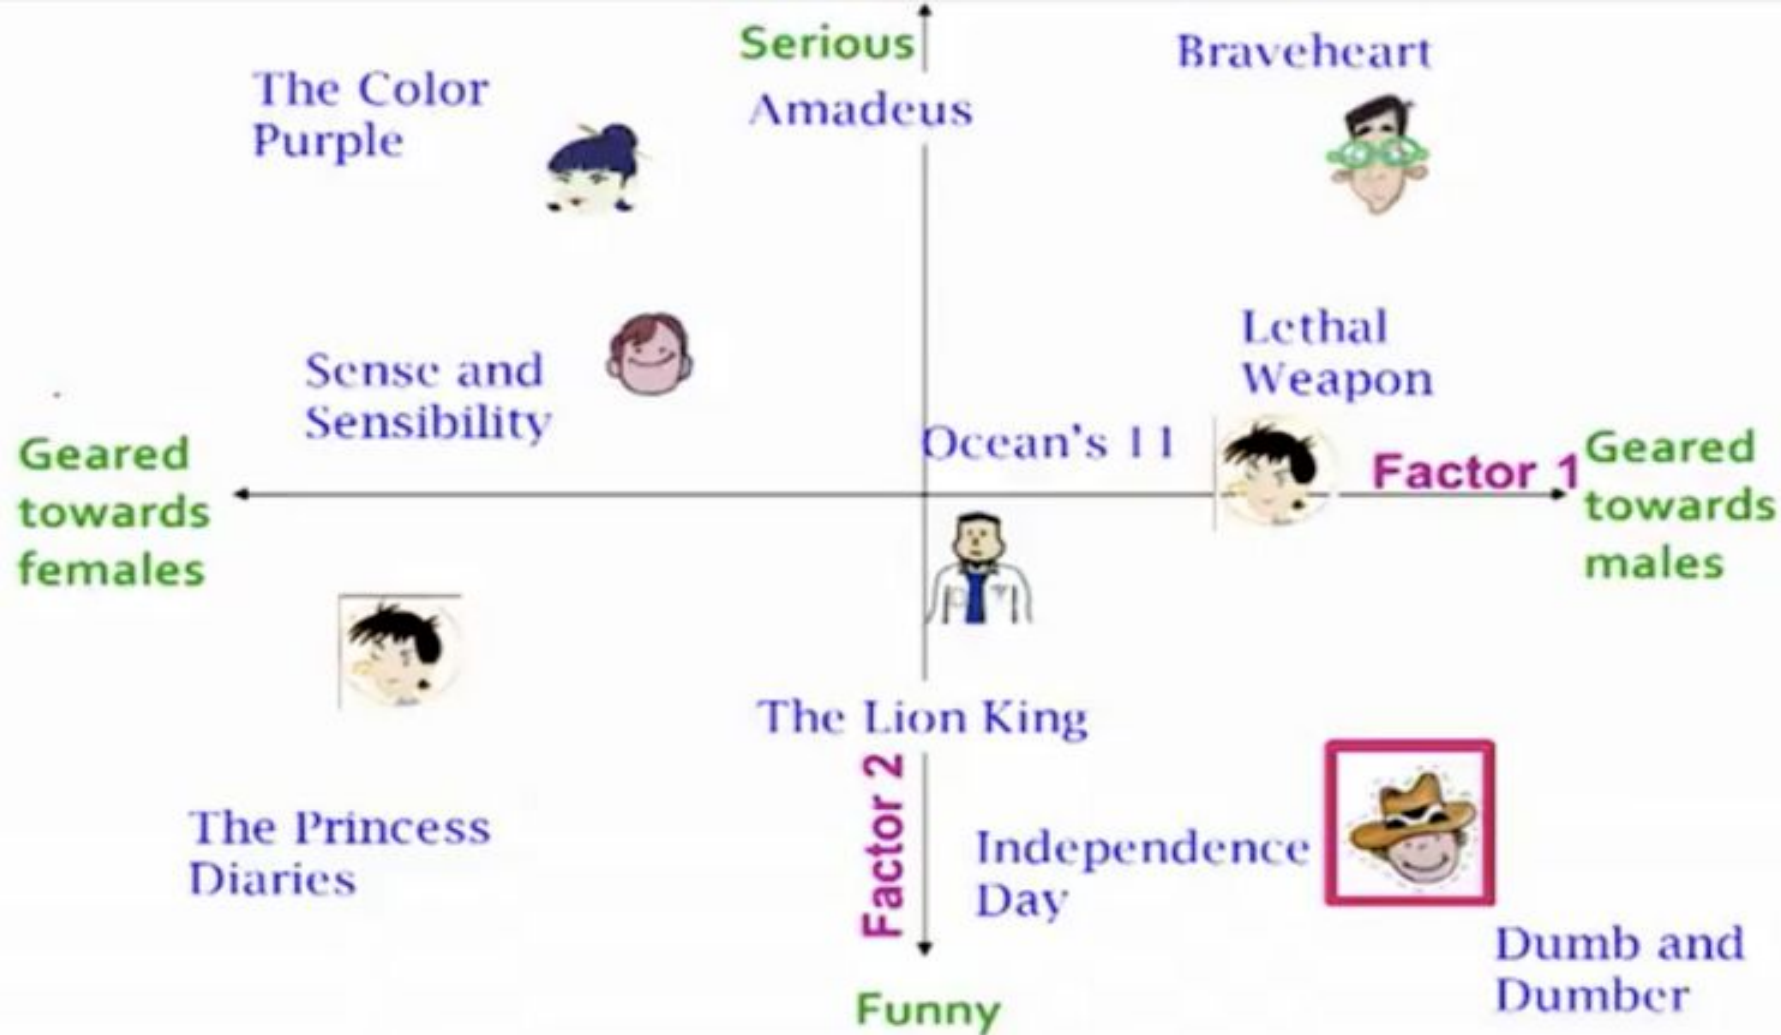 Serious
Braveheart
The Color
Purple
Amadeus
Lethal
Weapon
Sense and
Sensibility
Ocean's 11
Factor 1
Geared
towards
females
Geared
towards
males
The Lion King
Factor 2
The Princess
Diaries
Independence
Day
Dumb and
Dumber
Funny